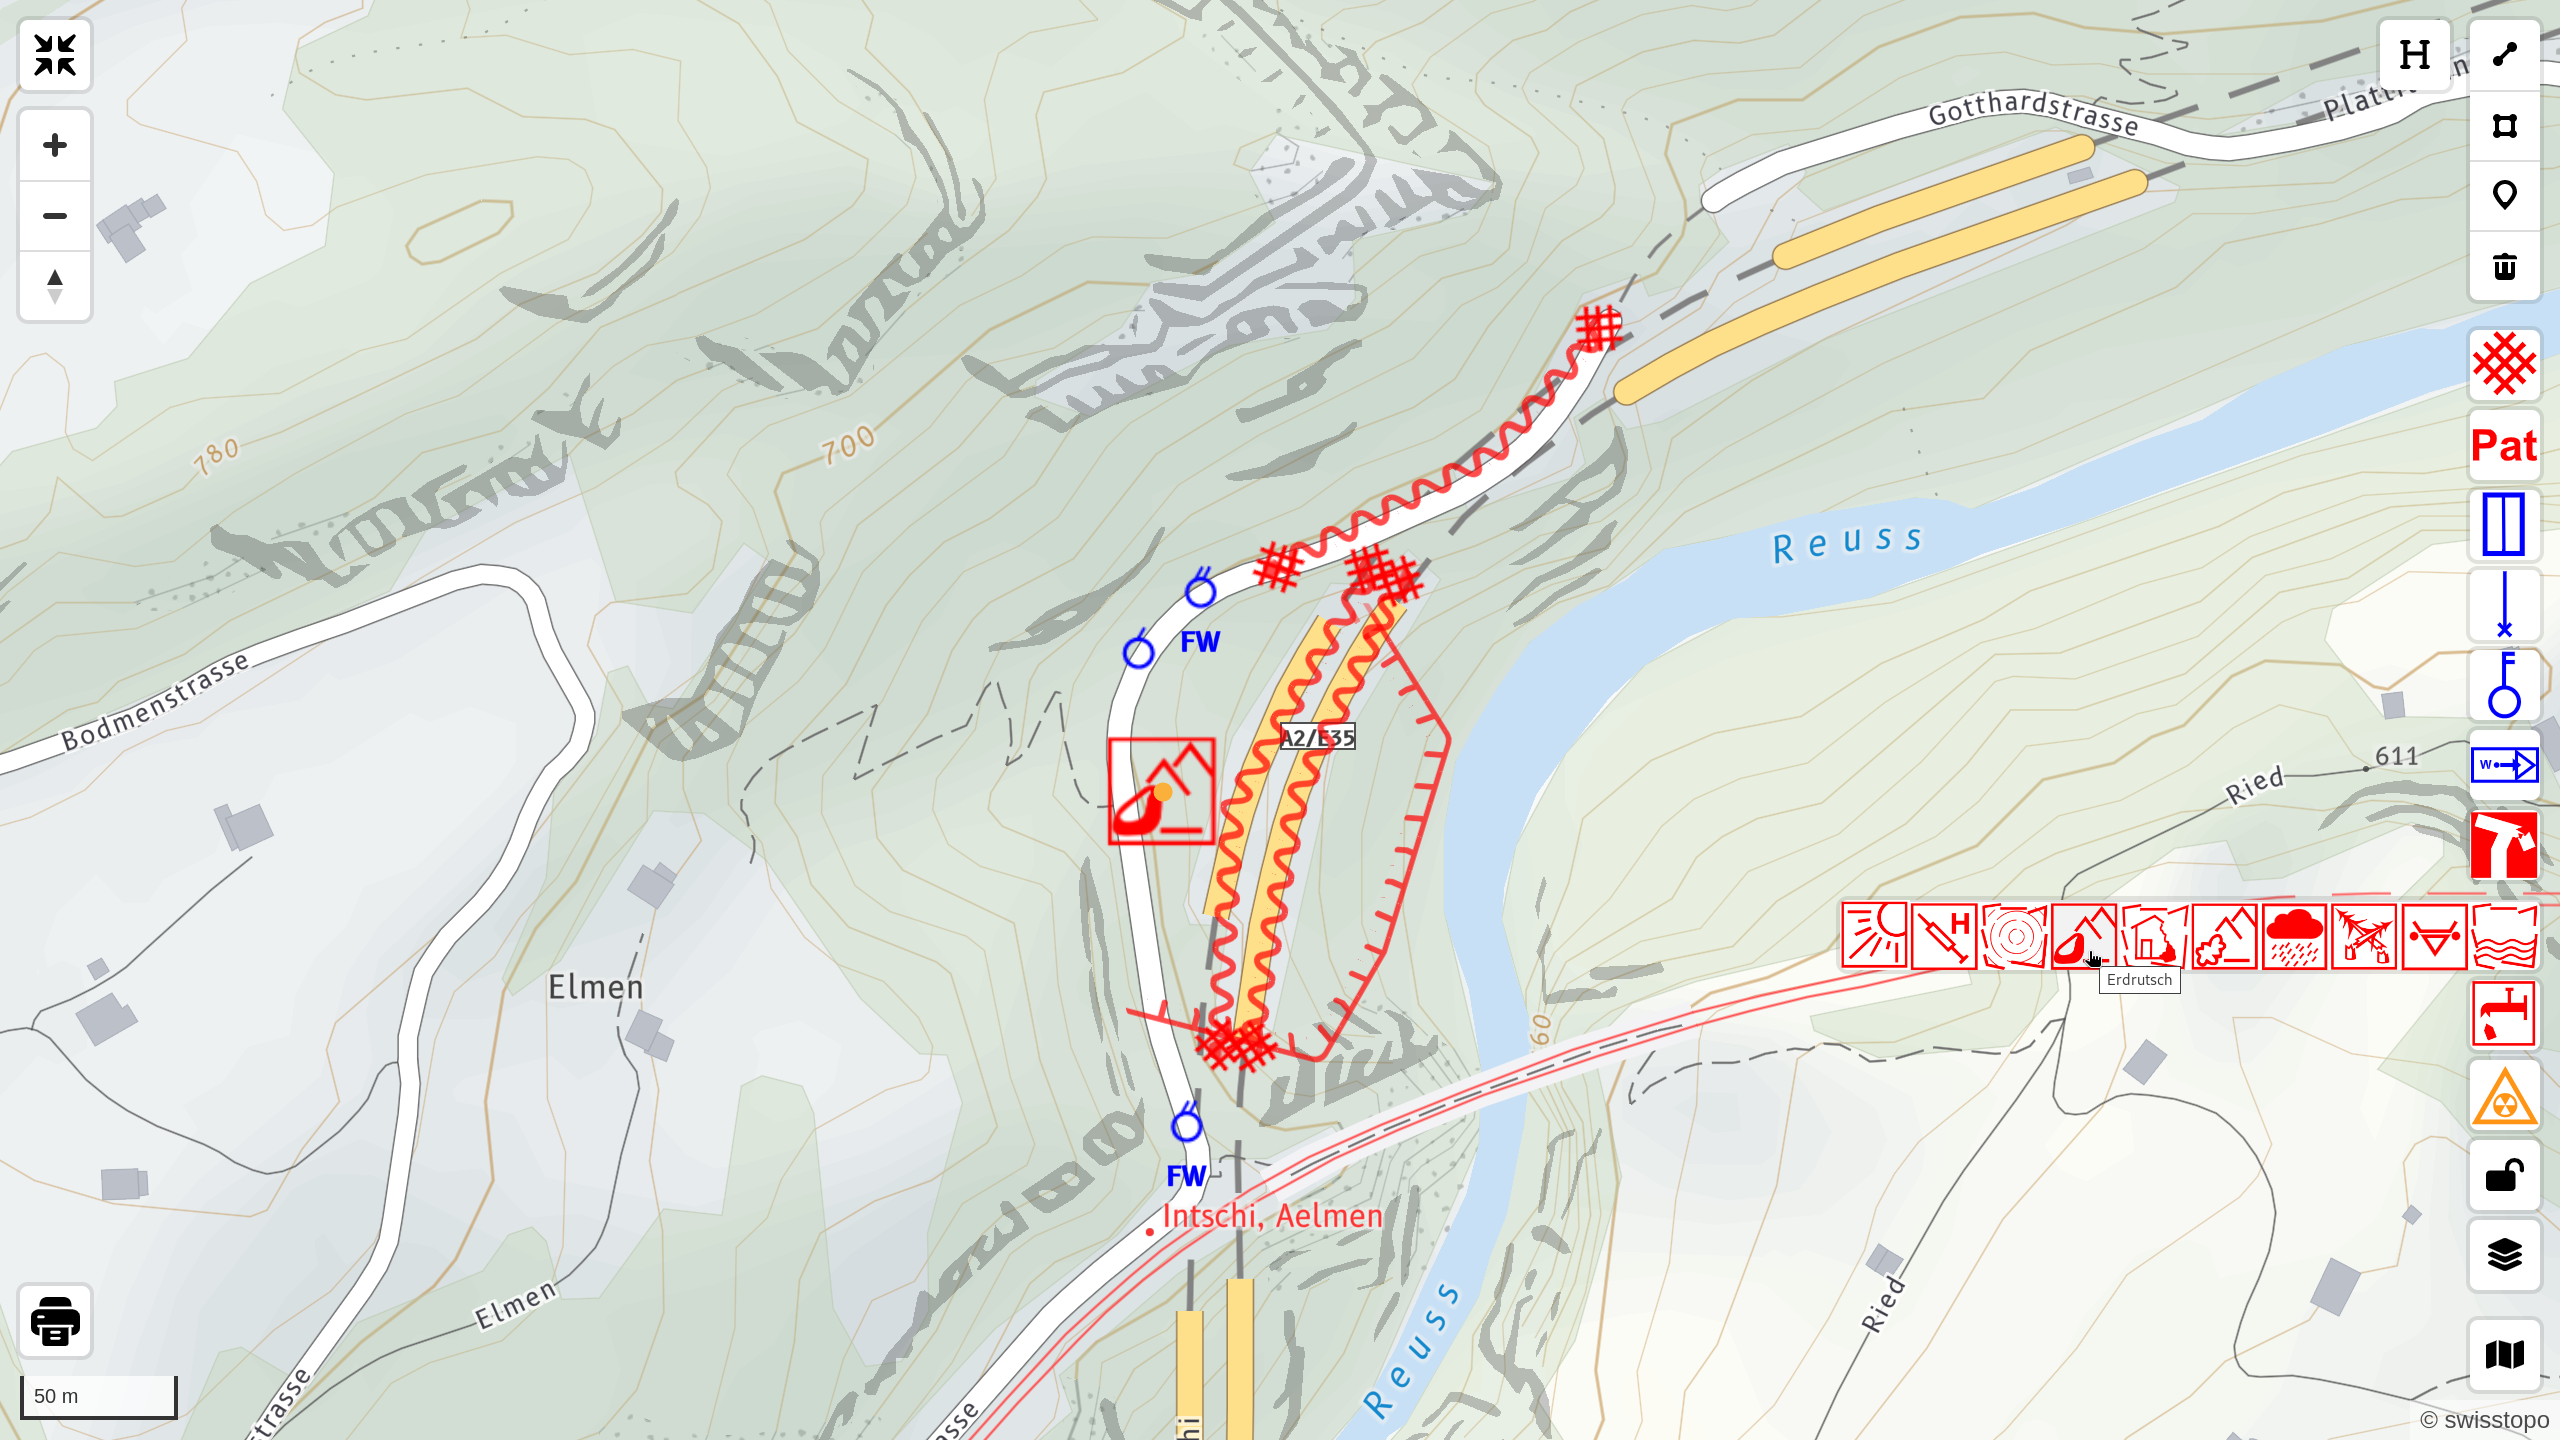 Gotthardstrasse
H
780
700
Pat
Reuss
FW
F
Bodmenstrasse
A2/E35
611
Ried
W
H
Erdrutsch
Elmen
60
FW
Intschi, Aelmen
Elmen
Ried
Reuss
50 m
© swisstopo